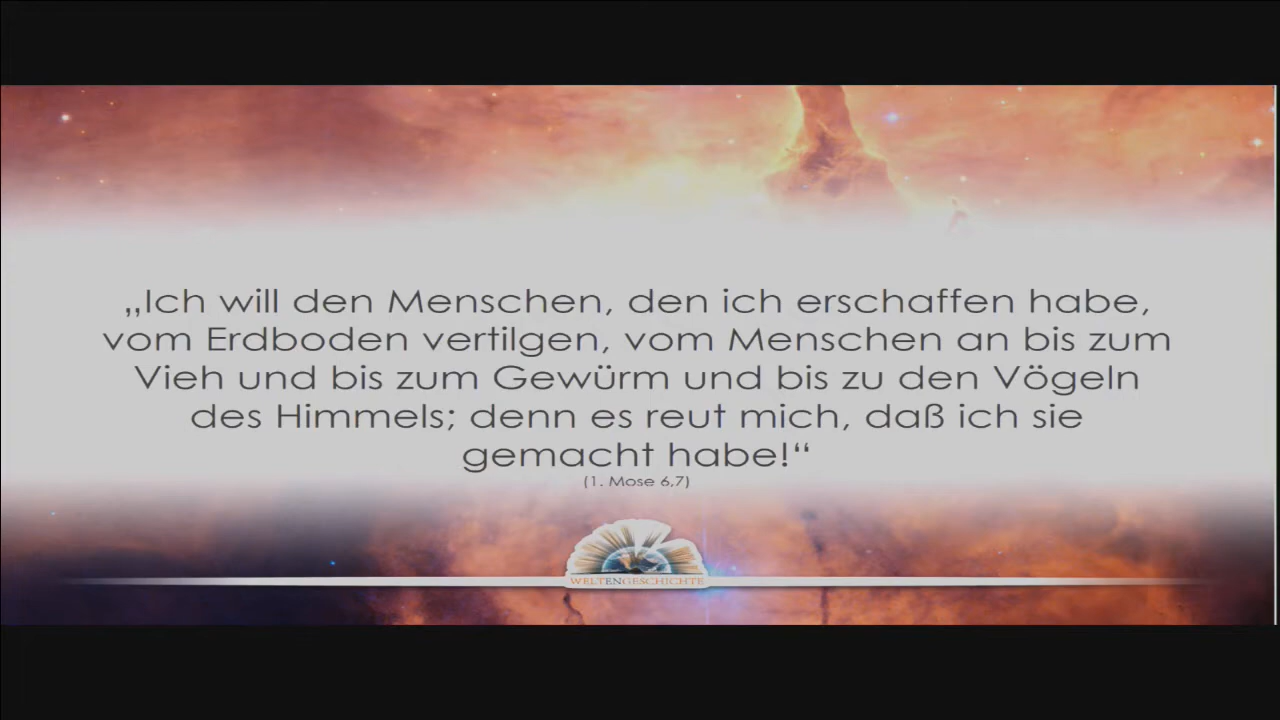 „Ich will den Menschen, den ich erschaffen habe,
vom Erdboden vertilgen, vom Menschen an bis zum
Vieh und bis zum Gewürm und bis zu den Vögeln
des Himmels; denn es reut mich, daß ich sie
gemacht habe!“
(1. Mose 6,7)
WELTENGESCHICHTE